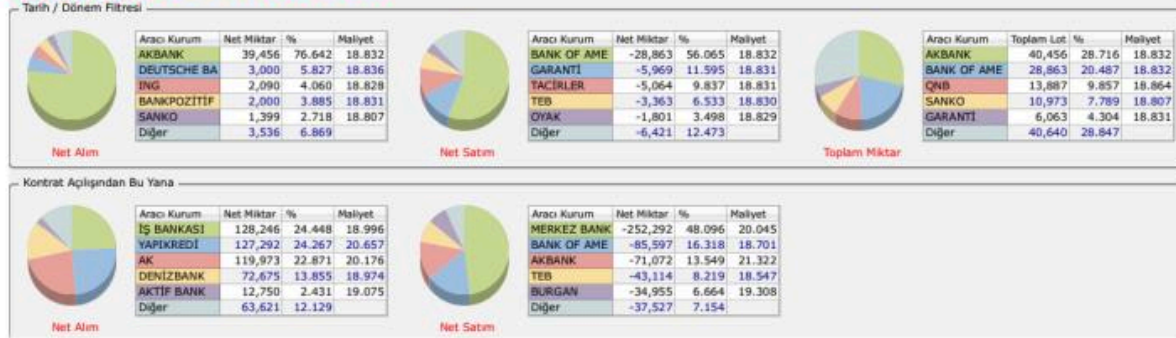 Tarih / Dönem Filtresi
Aracı Kurum Net Miktar % Maliyet
AKBANK 39,456 76.642 18.832
DEUTSCHE BA 3,000 5.827 18.836
ING 2,090 4.060 18.828
BANKPOZİTİF 2,000 3.885 18.831
SANKO 1,399 2.718 18.807
Diğer 3,536 6.869
Net Alım
Aracı Kurum Net Miktar % Maliyet
BANK OF AME -28,863 56.065 18.832
GARANTİ -5,969 11.595 18.831
TACİRLER -5,064 9.837 18.831
TEB -3,363 6.533 18.830
OYAK -1,801 3.498 18.829
Diğer -6,421 12.473
Net Satım
Aracı Kurum Toplam Lot % Maliyet
AKBANK 40,456 28.716 18.832
BANK OF AME 28,863 20.487 18.832
QNB 13,887 9.857 18.864
SANKO 10,973 7.789 18.807
GARANTİ 6,063 4.304 18.831
Diğer 40,640 28.847
Toplam Miktar
Kontrat Açılışından Bu Yana
Aracı Kurum Net Miktar % Maliyet
İŞ BANKASI 128,246 24.448 18.996
YAPIKREDİ 127,292 24.267 20.657
AK 119,973 22.871 20.176
DENİZBANK 72,675 13.855 18.974
AKTİF BANK 12,750 2.431 19.075
Diğer 63,621 12.129
Net Alım
Aracı Kurum Net Miktar % Maliyet
MERKEZ BANK -252,292 48.096 20.045
BANK OF AME -85,597 16.318 18.701
AKBANK -71,072 13.549 21.322
TEB -43,114 8.219 18.547
BURGAN -34,955 6.664 19.308
Diğer -37,527 7.154
Net Satım